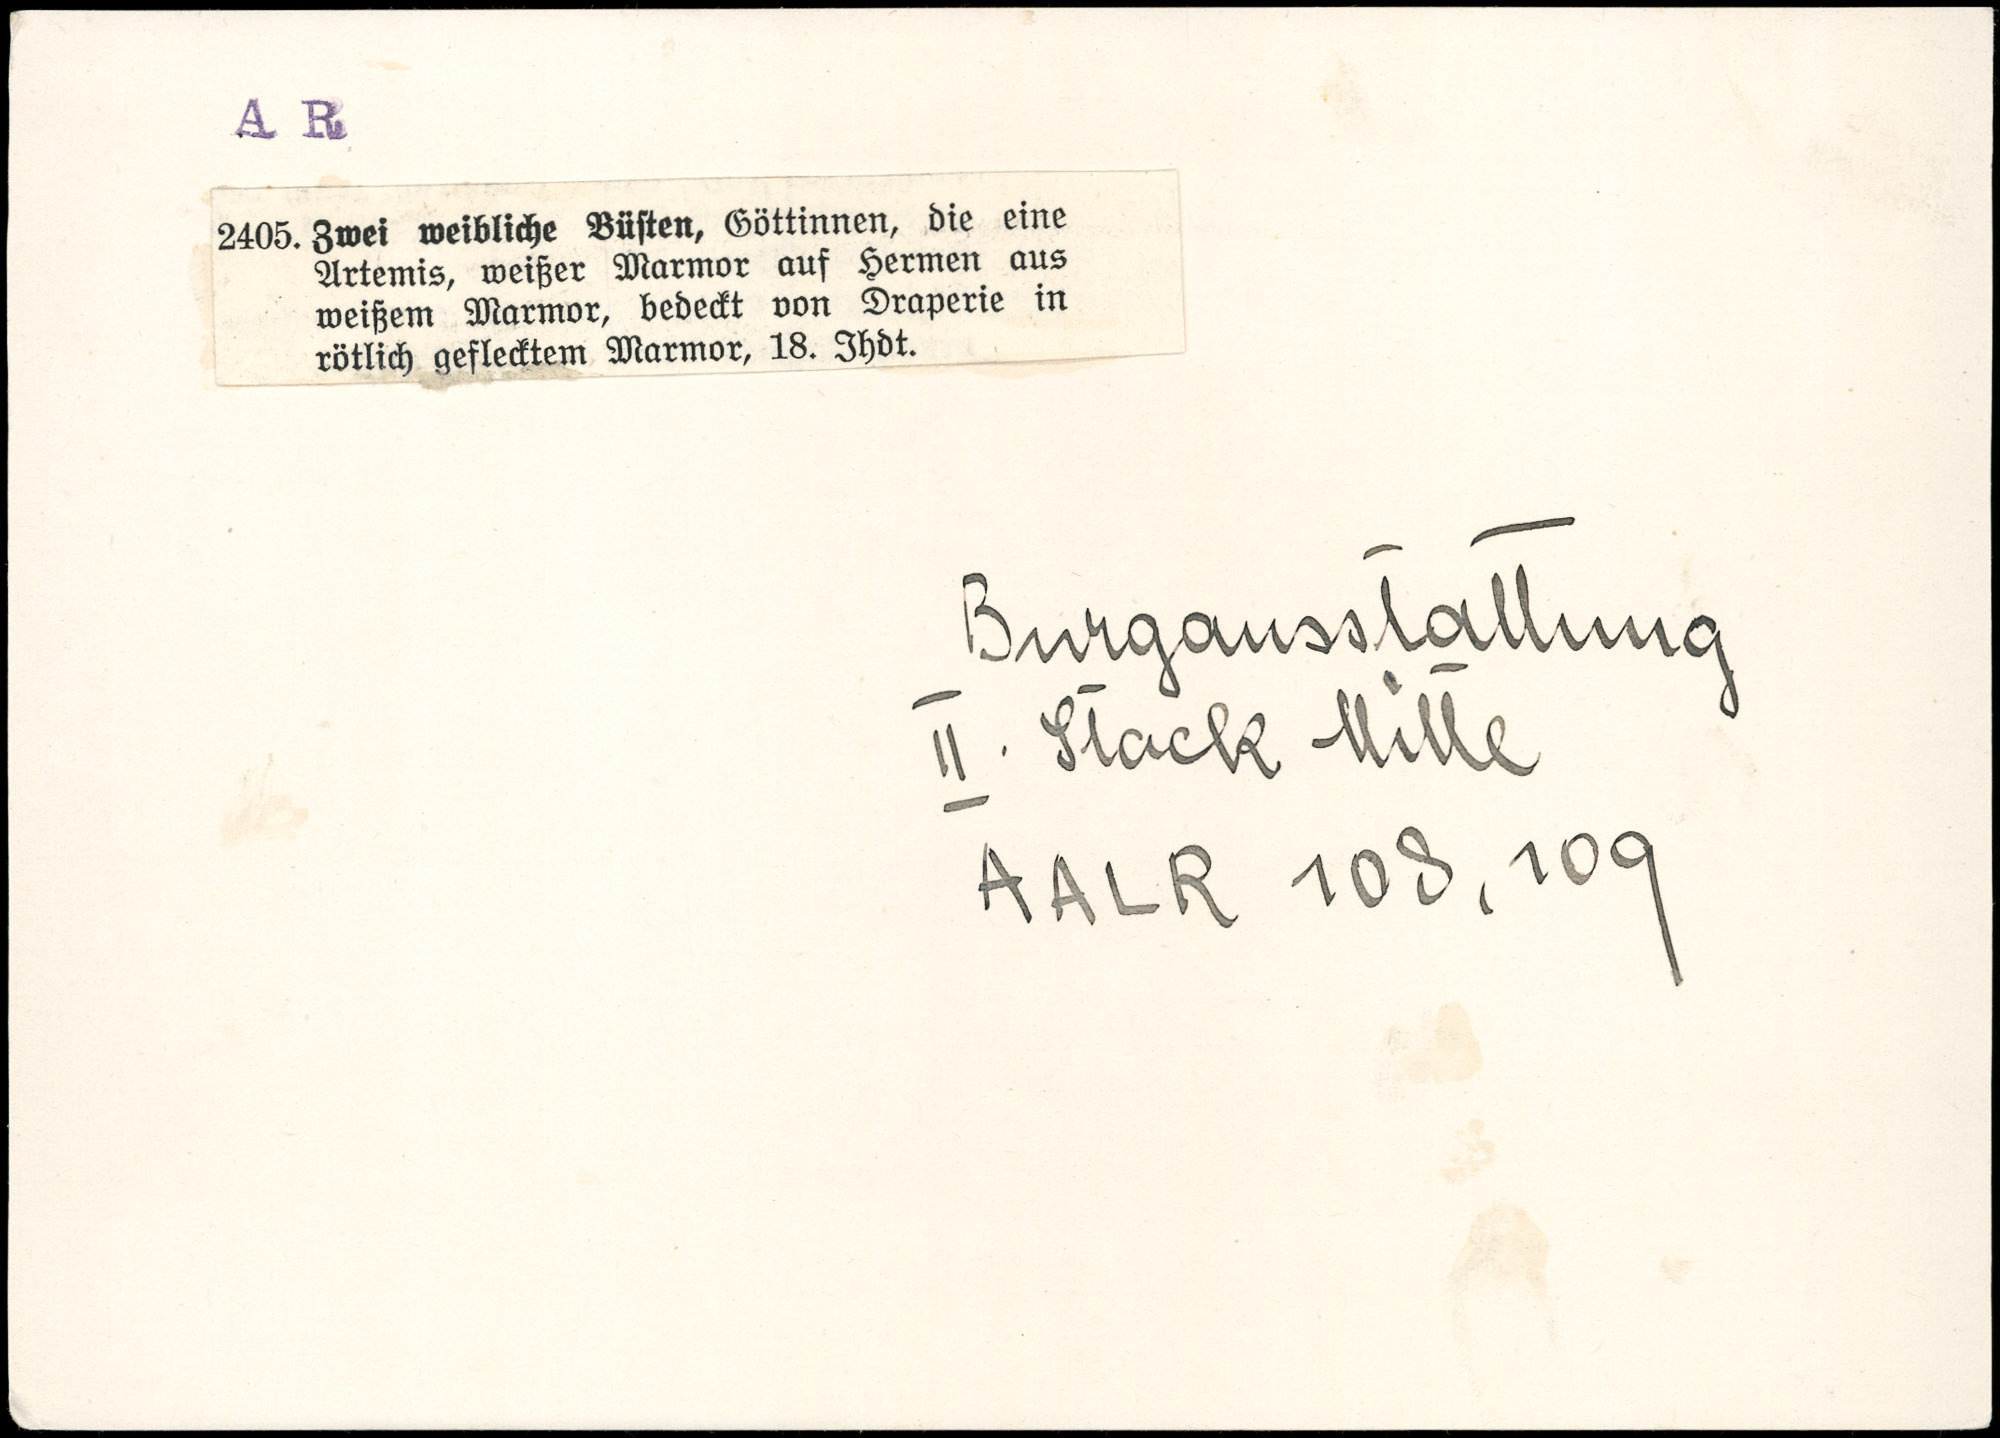 A R
2405. Zwei weibliche Büsten, Göttinnen, die eine
Artemis, weißer Marmor auf Hermen aus
weißem Marmor, bedeckt von Draperie in
rötlich geflecktem Marmor, 18. Jhdt.
Burgausstattung
II. Stock Mitte
AALR 108, 109